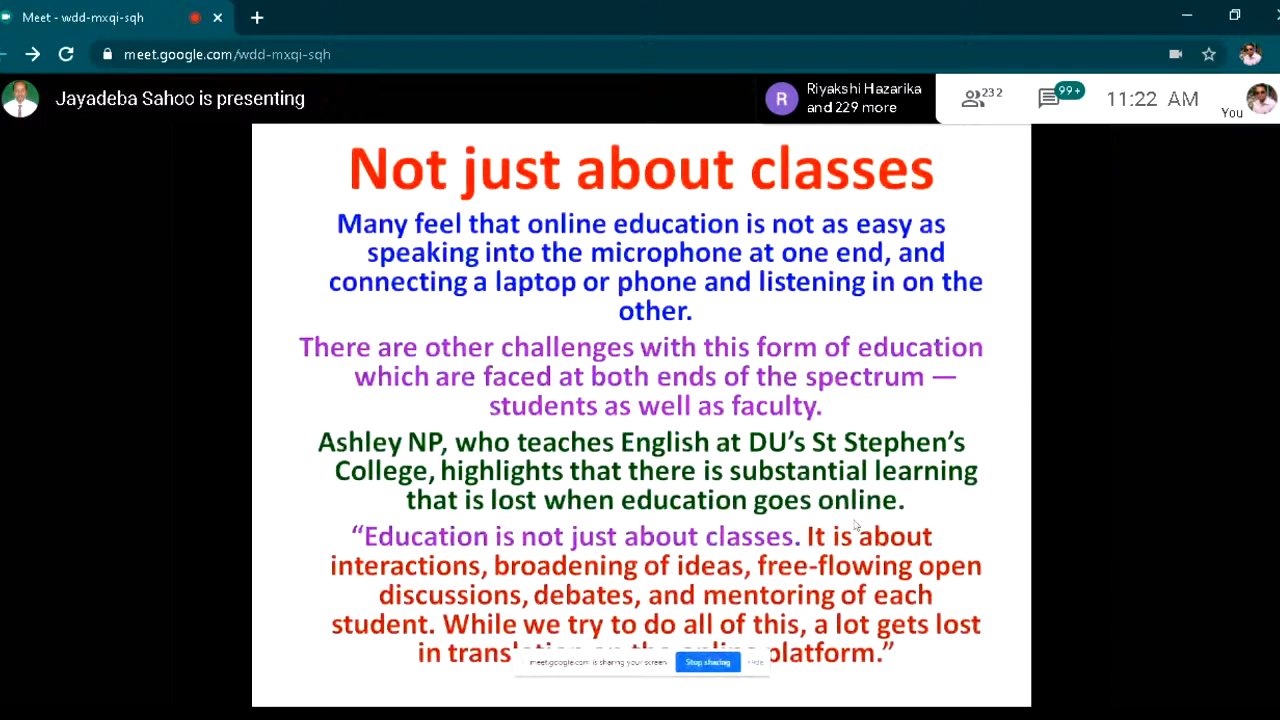 Meet - wdd-mxqi-sqh
meet.google.com/wdd-mxqi-sqh
Jayadeba Sahoo is presenting
R
Riyakshi Hazarika
and 229 more
232
99+
11:22 AM
You
Not just about classes
Many feel that online education is not as easy as
speaking into the microphone at one end, and
connecting a laptop or phone and listening in on the
other.
There are other challenges with this form of education
which are faced at both ends of the spectrum —
students as well as faculty.
Ashley NP, who teaches English at DU’s St Stephen’s
College, highlights that there is substantial learning
that is lost when education goes online.
“Education is not just about classes. It is about
interactions, broadening of ideas, free-flowing open
discussions, debates, and mentoring of each
student. While we try to do all of this, a lot gets lost
in platform.”
meet.google.com is sharing your screen Stop sharing Hide